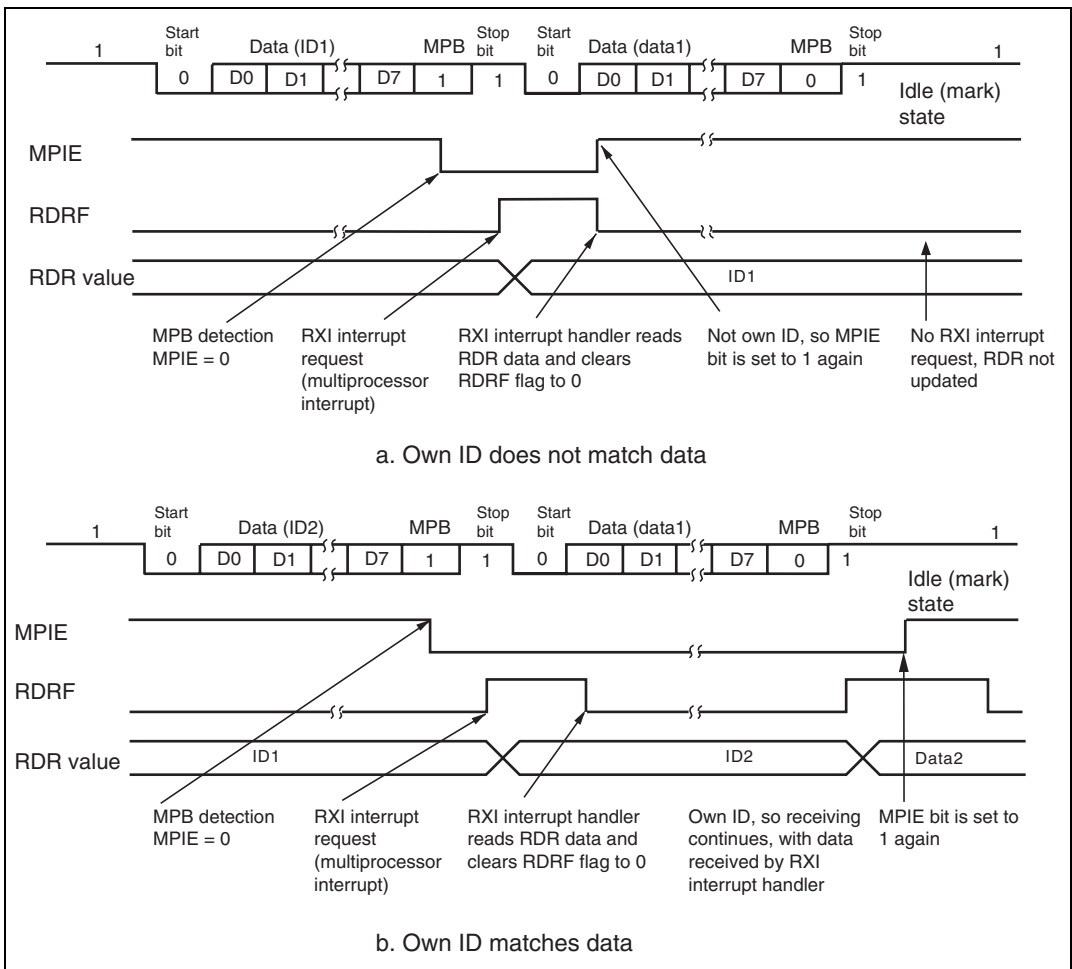 Start bit Data (ID1) MPB Stop bit Start bit Data (data1) MPB Stop bit
1 0 D0 D1 D7 1 1 0 D0 D1 D7 0 1 1
Idle (mark) state
MPIE
RDRF
RDR value
ID1
MPB detection
MPIE = 0
RXI interrupt
request
(multiprocessor
interrupt)
RXI interrupt handler reads
RDR data and clears
RDRF flag to 0
Not own ID, so MPIE
bit is set to 1 again
No RXI interrupt
request, RDR not
updated
a. Own ID does not match data
Start bit Data (ID2) MPB Stop bit Start bit Data (data1) MPB Stop bit
1 0 D0 D1 D7 1 1 0 D0 D1 D7 0 1 1
Idle (mark) state
MPIE
RDRF
RDR value
ID1 ID2 Data2
MPB detection
MPIE = 0
RXI interrupt
request
(multiprocessor
interrupt)
RXI interrupt handler
reads RDR data and
clears RDRF flag to 0
Own ID, so receiving
continues, with data
received by RXI
interrupt handler
MPIE bit is set to
1 again
b. Own ID matches data